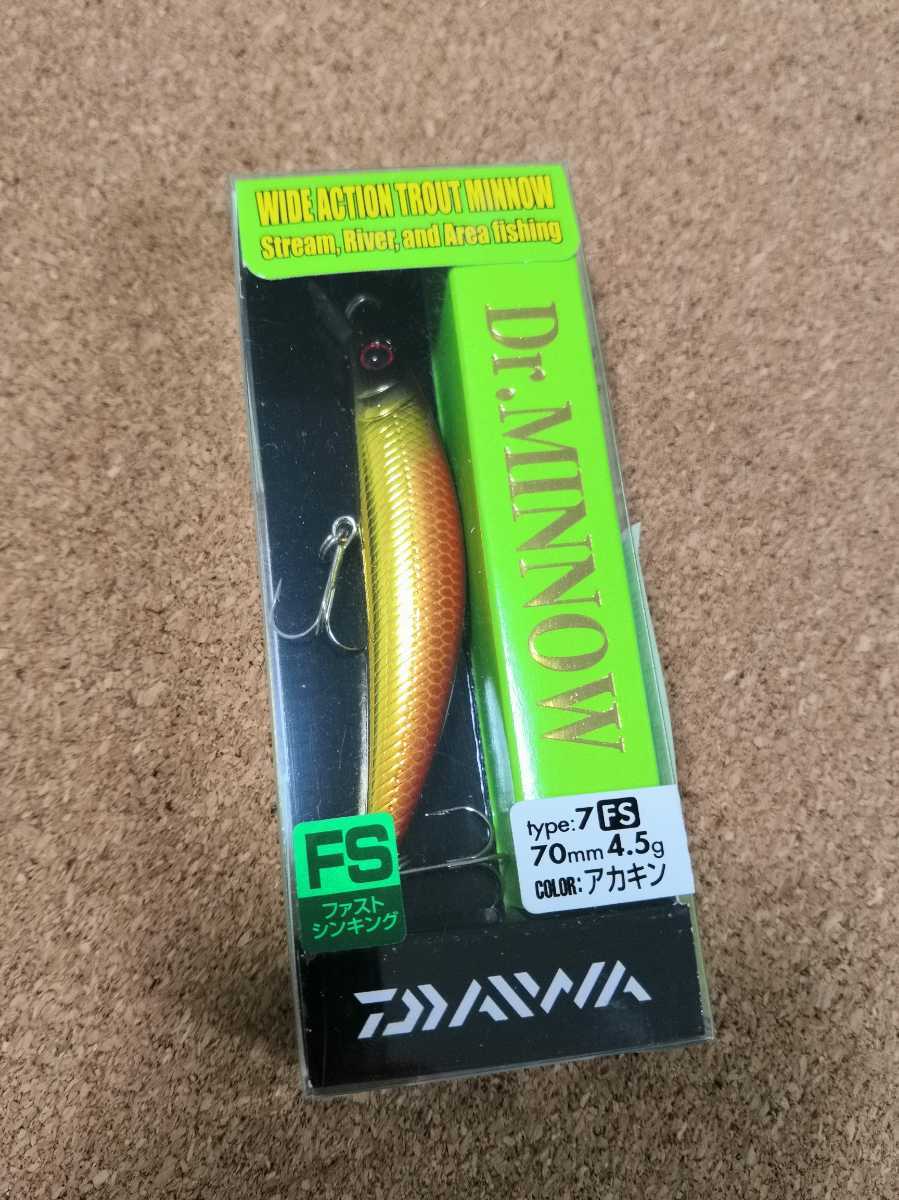 WIDE ACTION TROUT MINNOW
Stream, River, and Area fishing
Dr.MINNOW
type:7 FS
70mm 4.5g
COLOR: アカキン
FS
ファスト
シンキング
DAIWA